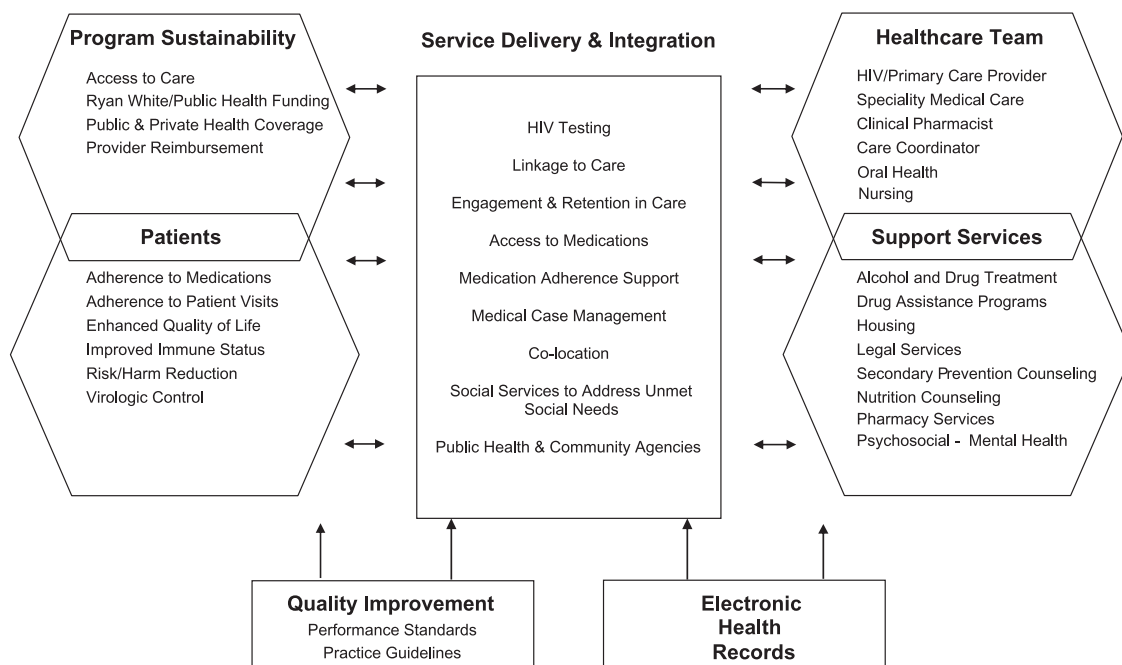 Program Sustainability
Access to Care
Ryan White/Public Health Funding
Public & Private Health Coverage
Provider Reimbursement
Patients
Adherence to Medications
Adherence to Patient Visits
Enhanced Quality of Life
Improved Immune Status
Risk/Harm Reduction
Virologic Control
Service Delivery & Integration
HIV Testing
Linkage to Care
Engagement & Retention in Care
Access to Medications
Medication Adherence Support
Medical Case Management
Co-location
Social Services to Address Unmet
Social Needs
Public Health & Community Agencies
Healthcare Team
HIV/Primary Care Provider
Speciality Medical Care
Clinical Pharmacist
Care Coordinator
Oral Health
Nursing
Support Services
Alcohol and Drug Treatment
Drug Assistance Programs
Housing
Legal Services
Secondary Prevention Counseling
Nutrition Counseling
Pharmacy Services
Psychosocial - Mental Health
Quality Improvement
Performance Standards
Practice Guidelines
Electronic
Health
Records